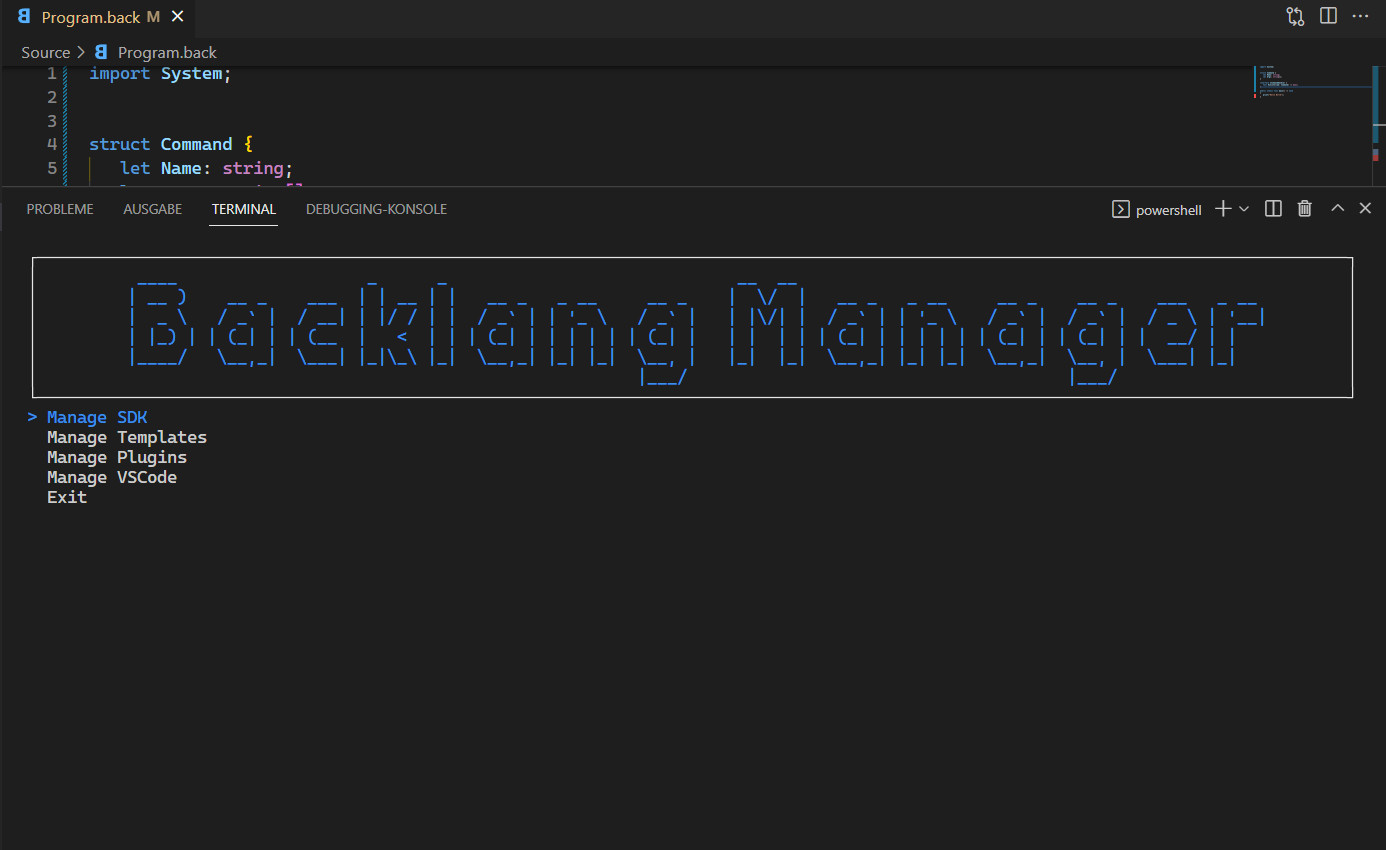 Program.back M
Source > Program.back
1 import System;
2
3
4 struct Command {
5 let Name: string;
PROBLEME AUSGABE TERMINAL DEBUGGING-KONSOLE powershell
Backlang Manager
> Manage SDK
Manage Templates
Manage Plugins
Manage VSCode
Exit